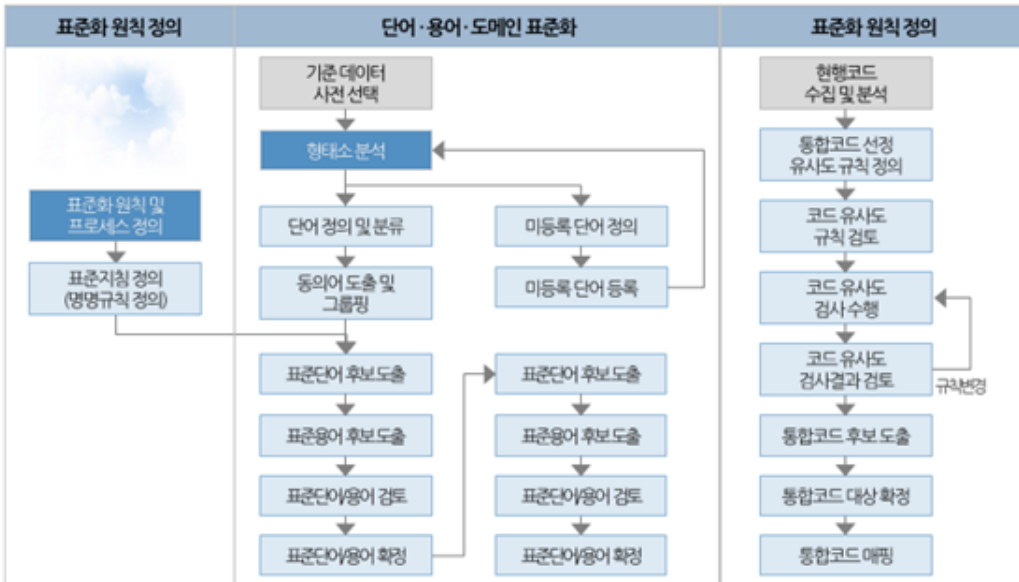 표준화 원칙 정의
표준화 원칙 및
프로세스 정의
표준지침 정의
(명명규칙 정의)
단어·용어·도메인 표준화
기준 데이터
사전 선택
형태소 분석
단어 정의 및 분류
동의어 도출 및
그룹핑
표준단어 후보 도출
표준용어 후보 도출
표준단어/용어 검토
표준단어/용어 확정
미등록 단어 정의
미등록 단어 등록
표준단어 후보 도출
표준용어 후보 도출
표준단어/용어 검토
표준단어/용어 확정
표준화 원칙 정의
현행코드
수집 및 분석
통합코드 선정
유사도 규칙 정의
코드 유사도
규칙 검토
코드 유사도
검사 수행
코드 유사도
검사결과 검토
규칙변경
통합코드 후보 도출
통합코드 대상 확정
통합코드 매핑